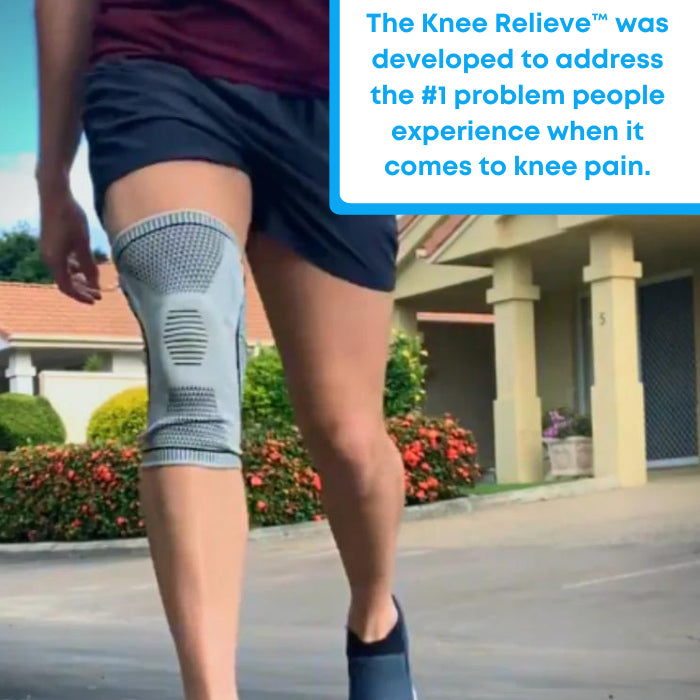 The Knee Relieve™ was
developed to address
the #1 problem people
experience when it
comes to knee pain.
5